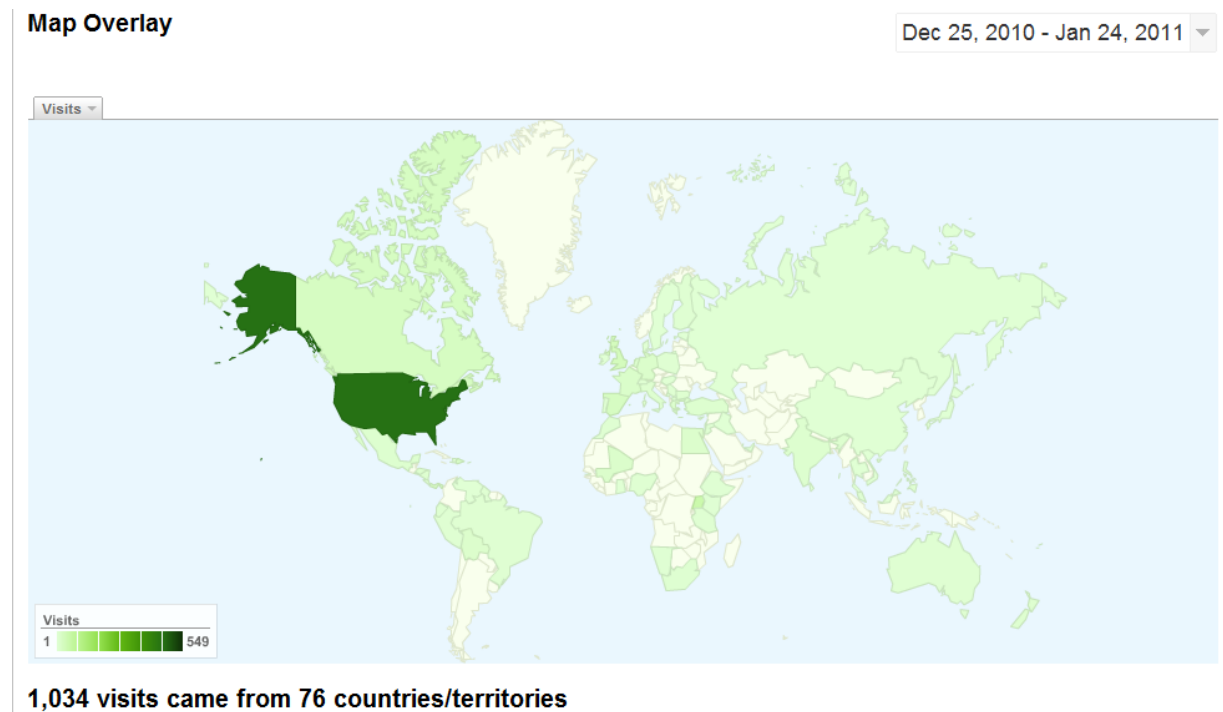 Map Overlay
Dec 25, 2010 - Jan 24, 2011
Visits
Visits
1 549
1,034 visits came from 76 countries/territories